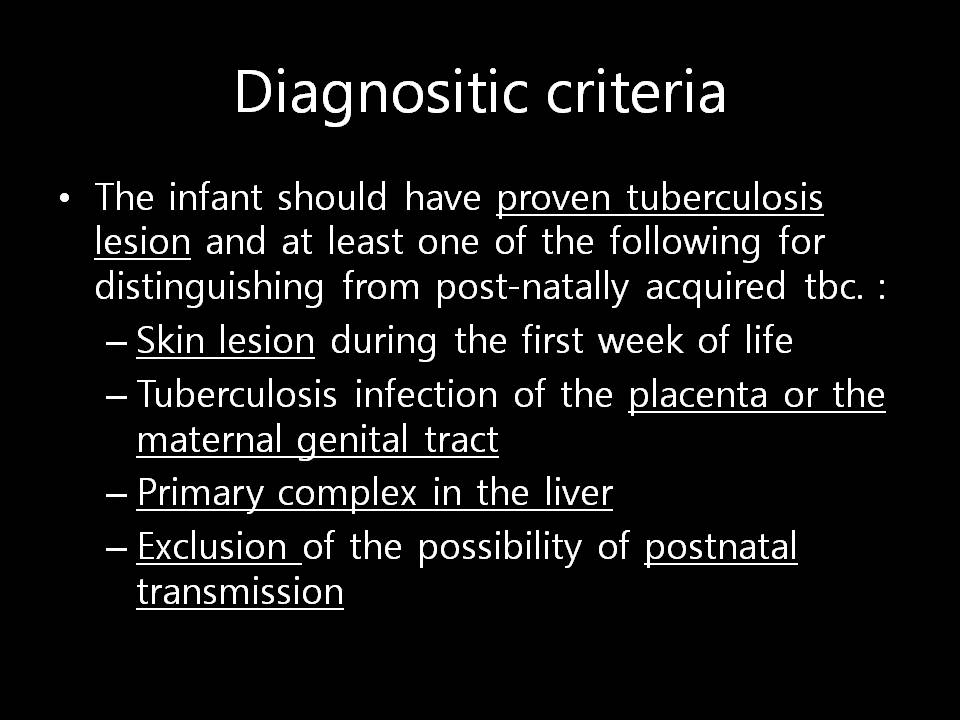 Diagnositic criteria
• The infant should have proven tuberculosis
lesion and at least one of the following for
distinguishing from post-natally acquired tbc. :
– Skin lesion during the first week of life
– Tuberculosis infection of the placenta or the
maternal genital tract
– Primary complex in the liver
– Exclusion of the possibility of postnatal
transmission